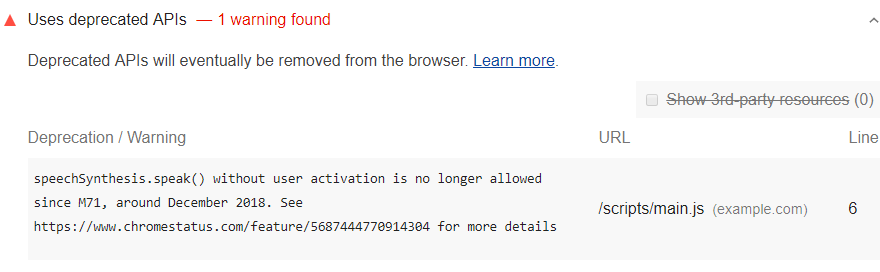 Uses deprecated APIs — 1 warning found
Deprecated APIs will eventually be removed from the browser. Learn more.
Show 3rd-party resources (0)
Deprecation / Warning URL Line
speechSynthesis.speak() without user activation is no longer allowed
since M71, around December 2018. See
https://www.chromestatus.com/feature/5687444770914304 for more details
/scripts/main.js (example.com) 6